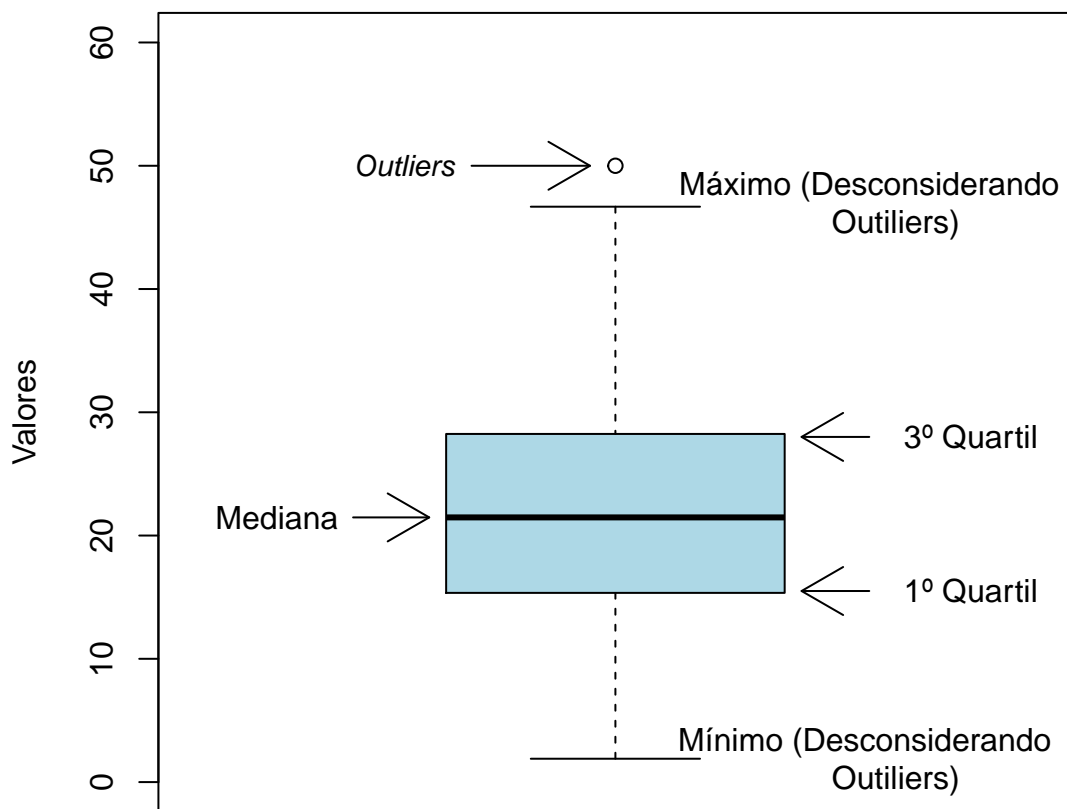 60
50
40
30
20
10
0
Valores
Outliers
Máximo (Desconsiderando
Outiliers)
3º Quartil
Mediana
1º Quartil
Mínimo (Desconsiderando
Outiliers)